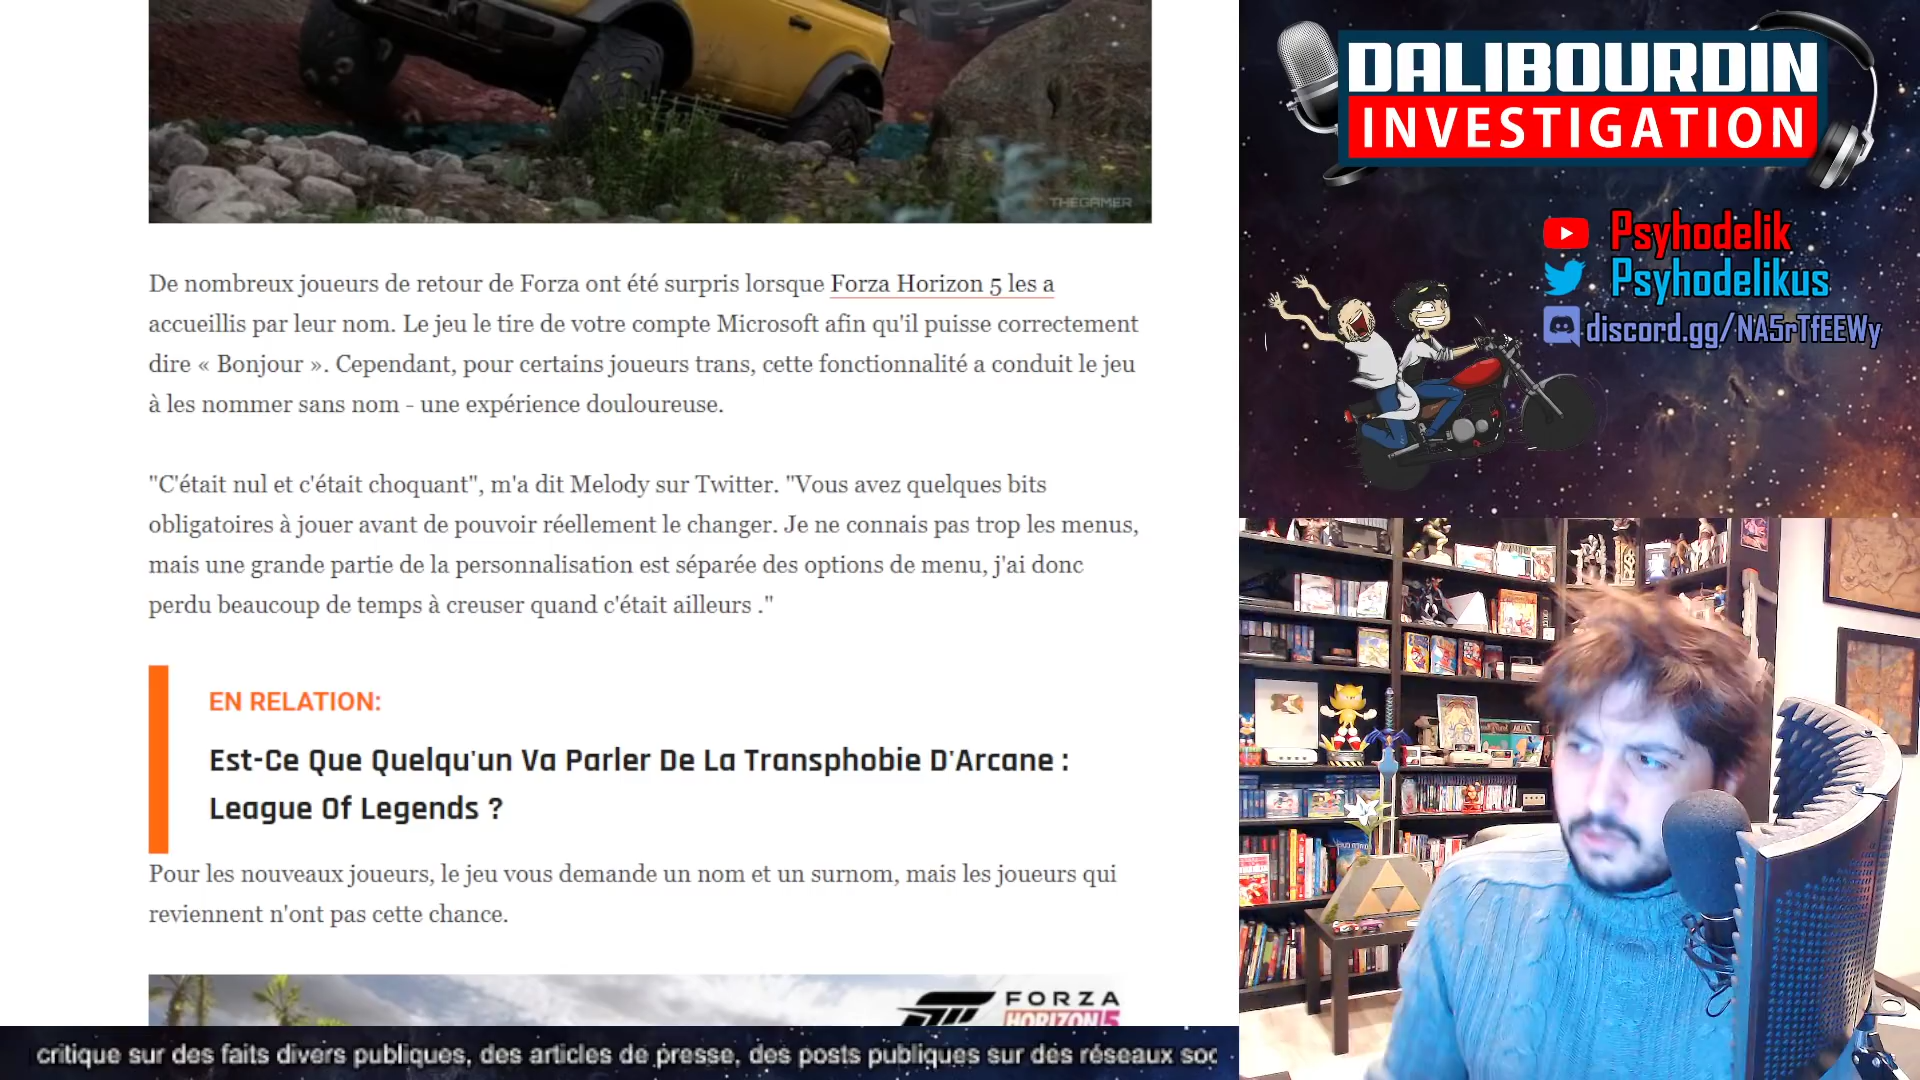 THEGAMER
De nombreux joueurs de retour de Forza ont été surpris lorsque Forza Horizon 5 les a
accueillis par leur nom. Le jeu le tire de votre compte Microsoft afin qu'il puisse correctement
dire « Bonjour ». Cependant, pour certains joueurs trans, cette fonctionnalité a conduit le jeu
à les nommer sans nom - une expérience douloureuse.
"C'était nul et c'était choquant", m'a dit Melody sur Twitter. "Vous avez quelques bits
obligatoires à jouer avant de pouvoir réellement le changer. Je ne connais pas trop les menus,
mais une grande partie de la personnalisation est séparée des options de menu, j'ai donc
perdu beaucoup de temps à creuser quand c'était ailleurs ."
EN RELATION:
Est-Ce Que Quelqu'un Va Parler De La Transphobie D'Arcane :
League Of Legends ?
Pour les nouveaux joueurs, le jeu vous demande un nom et un surnom, mais les joueurs qui
reviennent n'ont pas cette chance.
FORZA
HORIZON 5
critique sur des faits divers publiques, des articles de presse, des posts publiques sur des réseaux soc
DALIBOURDIN
INVESTIGATION
Psyhodelik
Psyhodelikus
discord.gg/NA5rTfEEWy